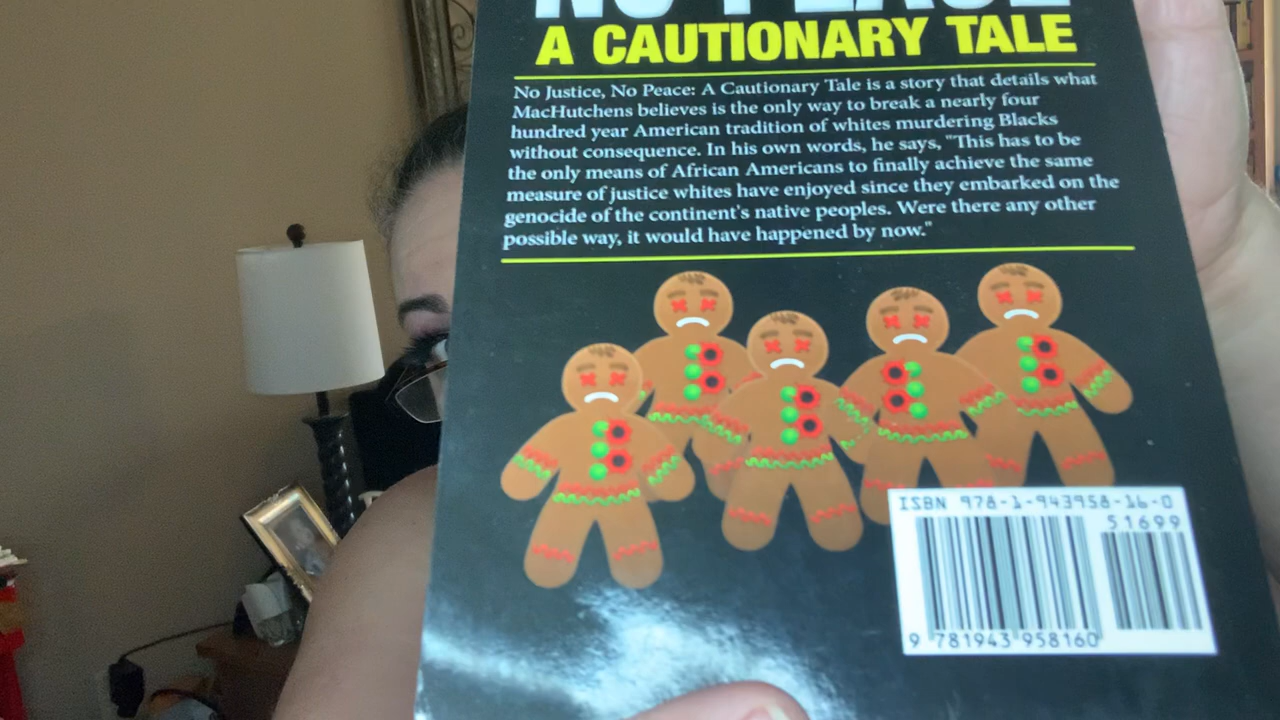 NO PEACE
A CAUTIONARY TALE
No Justice, No Peace: A Cautionary Tale is a story that details what
MacHutchens believes is the only way to break a nearly four
hundred year American tradition of whites murdering Blacks
without consequence. In his own words, he says, "This has to be
the only means of African Americans to finally achieve the same
measure of justice whites have enjoyed since they embarked on the
genocide of the continent's native peoples. Were there any other
possible way, it would have happened by now."
ISBN 978-1-943958-16-0
51699
9 781943 958160